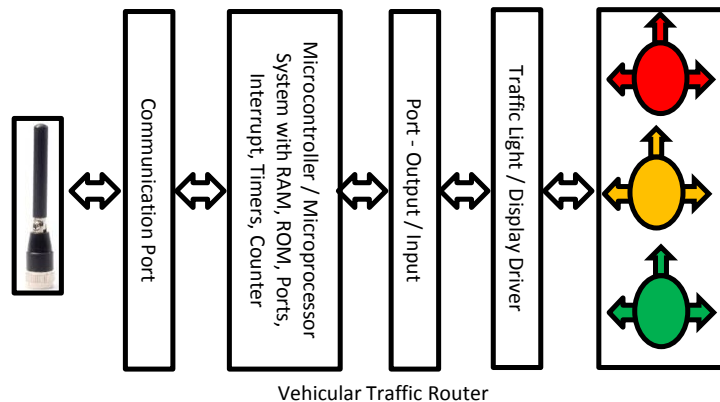 Communication Port
Microcontroller / Microprocessor
System with RAM, ROM, Ports,
Interrupt, Timers, Counter
Port - Output / Input
Traffic Light / Display Driver
Vehicular Traffic Router